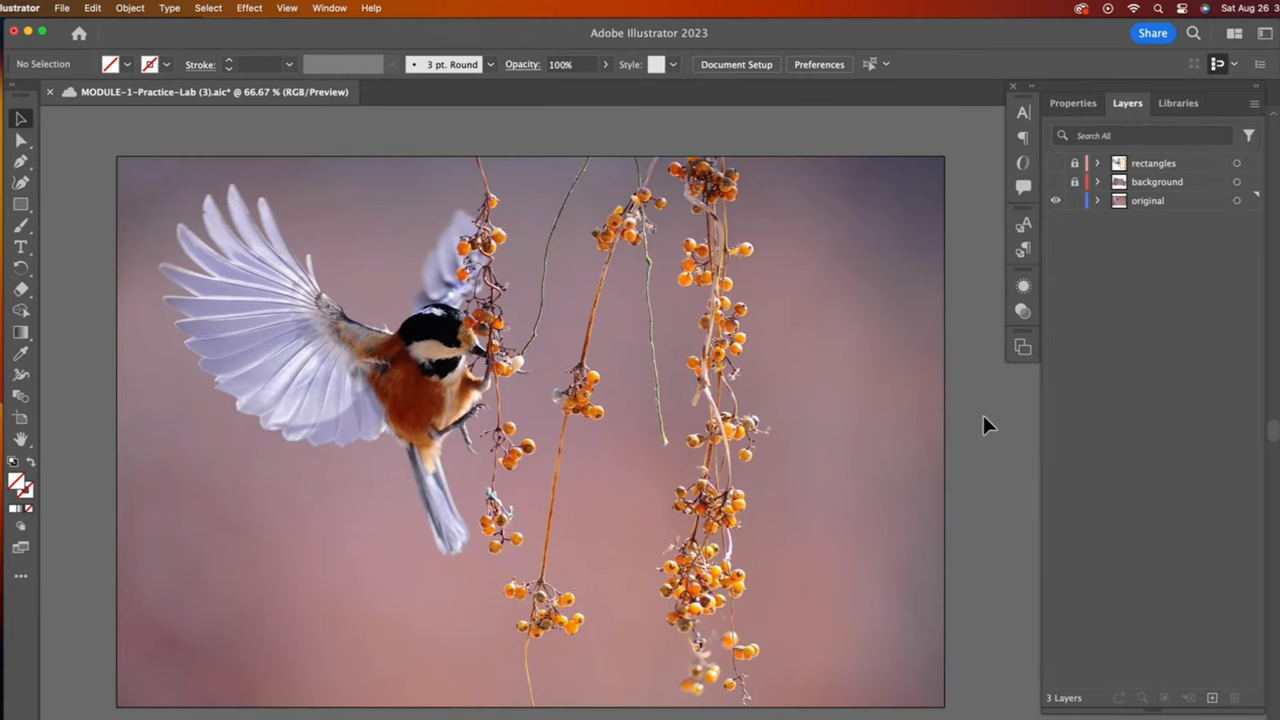 lustrator File Edit Object Type Select Effect View Window Help Sat Aug 26 3
Adobe Illustrator 2023 Share
No Selection Stroke: 3 pt. Round Opacity: 100% Style: Document Setup Preferences
MODULE-1-Practice-Lab (3).aic* @ 66.67 % (RGB/Preview)
Properties Layers Libraries
Search All
rectangles
background
original
3 Layers